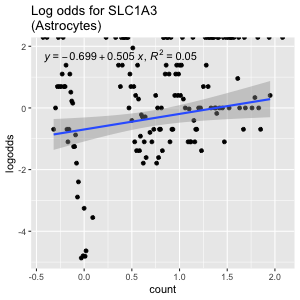 Log odds for SLC1A3
(Astrocytes)
y = −0.699 + 0.505 x, R² = 0.05
logodds
2
0
-2
-4
-0.5 0.0 0.5 1.0 1.5 2.0
count